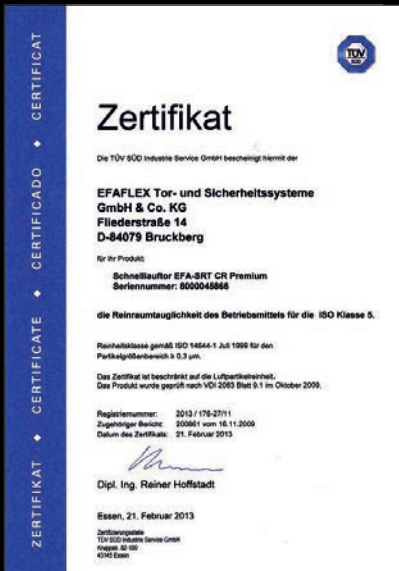 ZERTIFIKAT ◆ CERTIFICATE ◆ CERTIFICADO ◆ CERTIFICAT
TÜV
SÜD
Zertifikat
Die TÜV SÜD Industrie Service GmbH bescheinigt hiermit der
EFAFLEX Tor- und Sicherheitssysteme
GmbH & Co. KG
Fliederstraße 14
D-84079 Bruckberg
für ihr Produkt:
Schnelllauftor EFA-SRT CR Premium
Seriennummer: 8000045868
die Reinraumtauglichkeit des Betriebsmittels für die ISO Klasse 5.
Reinheitsklasse gemäß ISO 14644-1 Juli 1999 für den
Partikelgrößenbereich ≥ 0,3 µm.
Das Zertifikat ist beschränkt auf die Luftpartikelreinheit.
Das Produkt wurde geprüft nach VDI 2083 Blatt 9.1 im Oktober 2009.
Registriernummer: 2013 / 176-27/11
Zugehöriger Bericht: 200861 vom 16.11.2009
Datum des Zertifikats: 21. Februar 2013
Dipl. Ing. Reiner Hoffstadt
Essen, 21. Februar 2013
Zertifizierungsstelle
TÜV SÜD Industrie Service GmbH
82-100
45145 Essen